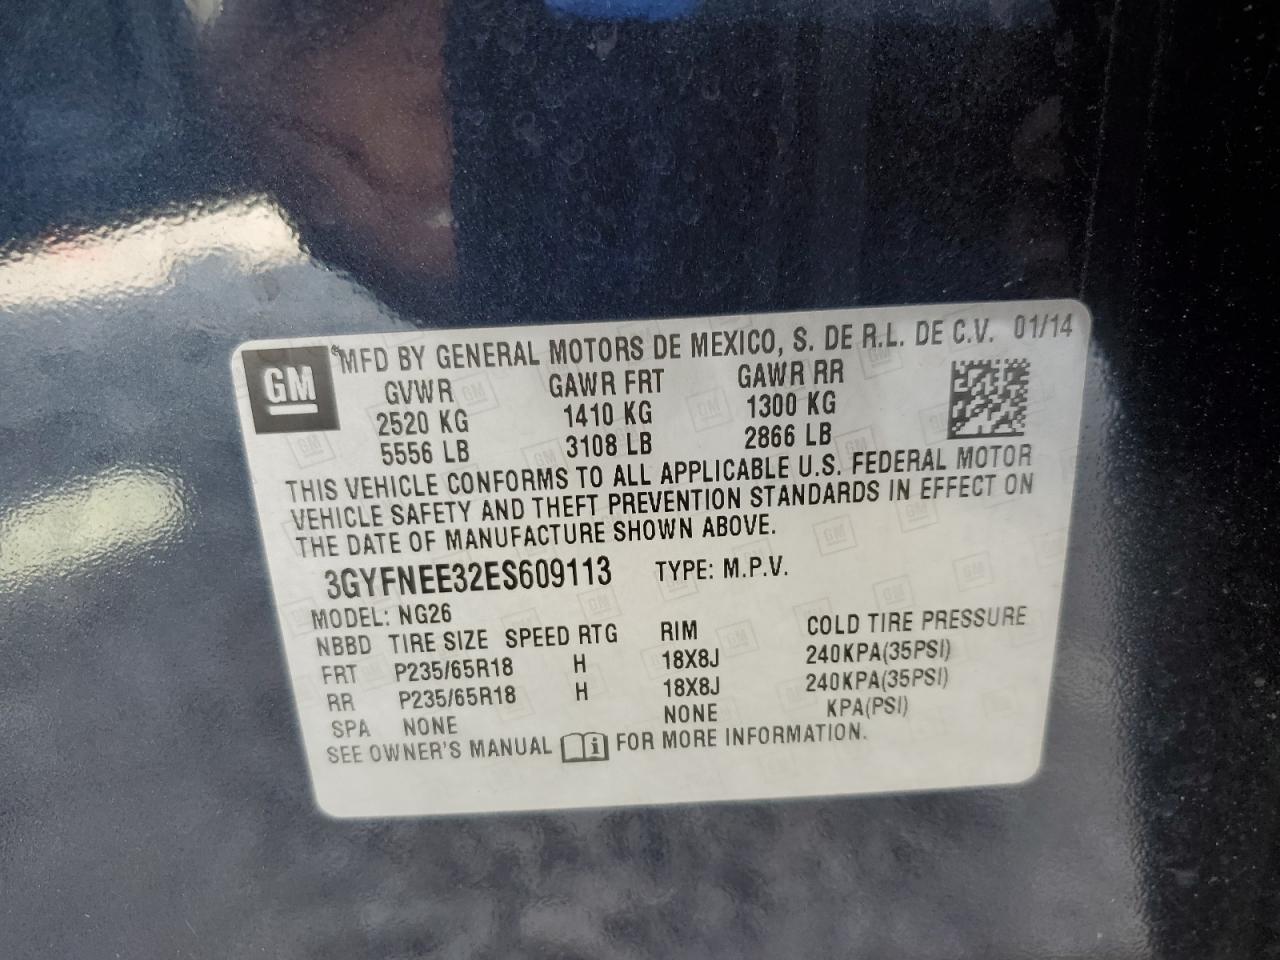 GM
MFD BY GENERAL MOTORS DE MEXICO, S. DE R.L. DE C.V. 01/14
GVWR GAWR FRT GAWR RR
2520 KG 1410 KG 1300 KG
5556 LB 3108 LB 2866 LB
THIS VEHICLE CONFORMS TO ALL APPLICABLE U.S. FEDERAL MOTOR
VEHICLE SAFETY AND THEFT PREVENTION STANDARDS IN EFFECT ON
THE DATE OF MANUFACTURE SHOWN ABOVE.
3GYFNEE32ES609113 TYPE: M.P.V.
MODEL: NG26
NBBD TIRE SIZE SPEED RTG RIM COLD TIRE PRESSURE
FRT P235/65R18 H 18X8J 240KPA(35PSI)
RR P235/65R18 H 18X8J 240KPA(35PSI)
SPA NONE NONE KPA(PSI)
SEE OWNER'S MANUAL i FOR MORE INFORMATION.